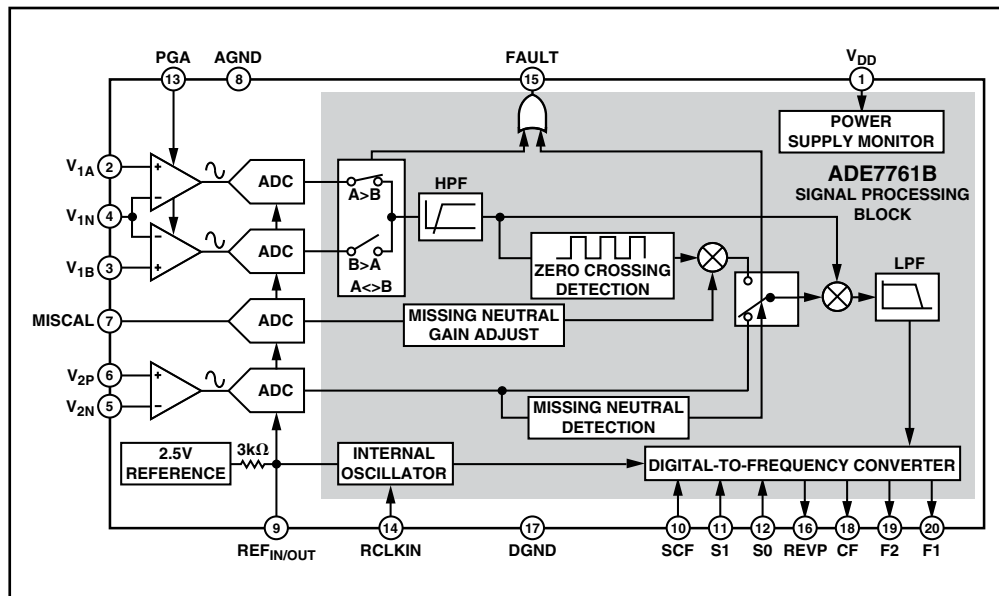 PGA
AGND
FAULT
V_DD
13
8
15
1
POWER
SUPPLY MONITOR
ADE7761B
SIGNAL PROCESSING
BLOCK
V1A
2
+
–
ADC
A>B
HPF
V1N
4
–
+
ADC
B>A
A<>B
V1B
3
ZERO CROSSING
DETECTION
LPF
MISCAL
7
ADC
MISSING NEUTRAL
GAIN ADJUST
V2P
6
+
–
ADC
V2N
5
MISSING NEUTRAL
DETECTION
2.5V
REFERENCE
3kΩ
INTERNAL
OSCILLATOR
DIGITAL-TO-FREQUENCY CONVERTER
9
14
17
10
11
12
16
18
19
20
REFIN/OUT
RCLKIN
DGND
SCF
S1
S0
REVP
CF
F2
F1